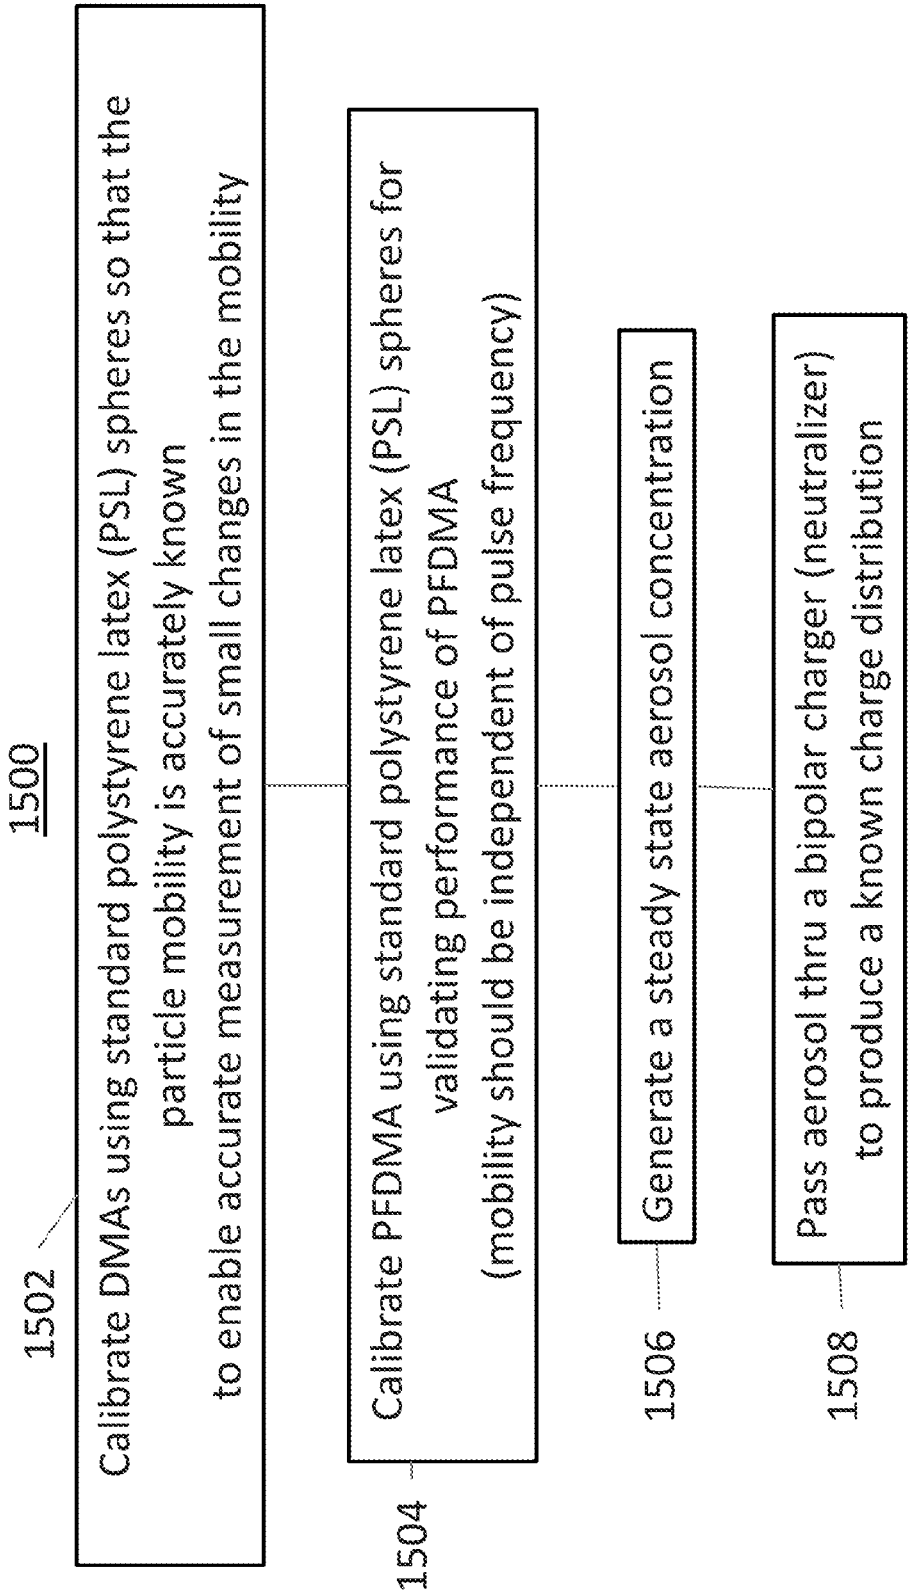 1500
1502
Calibrate DMAs using standard polystyrene latex (PSL) spheres so that the
particle mobility is accurately known
to enable accurate measurement of small changes in the mobility
1504
Calibrate PFDMA using standard polystyrene latex (PSL) spheres for
validating performance of PFDMA
(mobility should be independent of pulse frequency)
1506
Generate a steady state aerosol concentration
1508
Pass aerosol thru a bipolar charger (neutralizer)
to produce a known charge distribution